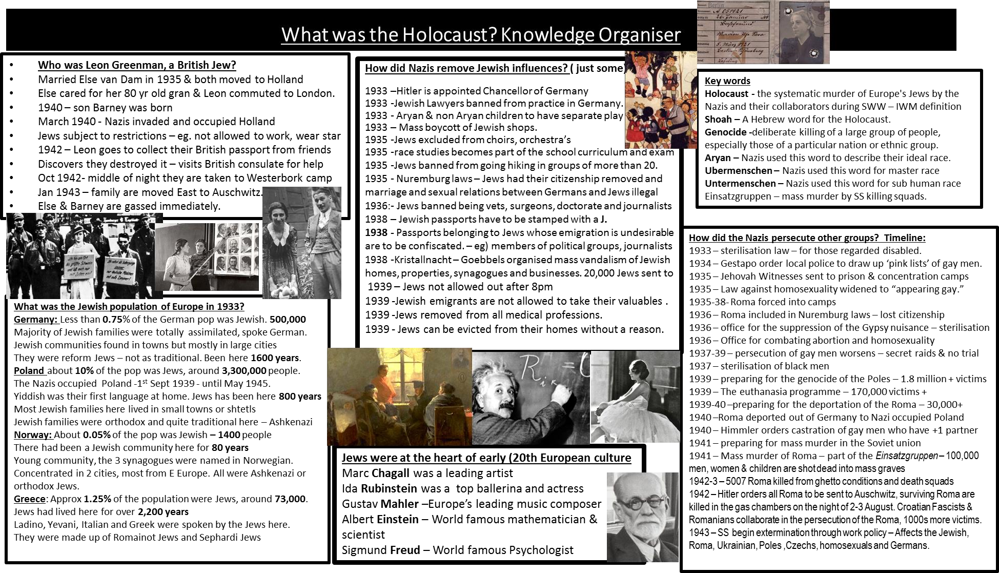 What was the Holocaust? Knowledge Organiser
Berlin
A 051421
Who was Leon Greenman, a British Jew?
• Married Else van Dam in 1935 & both moved to Holland
• Else cared for her 80 yr old gran & Leon commuted to London.
• 1940 – son Barney was born
• March 1940 - Nazis invaded and occupied Holland
• Jews subject to restrictions – eg. not allowed to work, wear star
• 1942 – Leon goes to collect their British passport from friends
• Discovers they destroyed it – visits British consulate for help
• Oct 1942- middle of night they are taken to Westerbork camp
• Jan 1943 – family are moved East to Auschwitz.
• Else & Barney are gassed immediately.
Ich bin am Ort
das größte Schwein
und laß mich nur
mit Juden ein!
What was the Jewish population of Europe in 1933?
Germany: Less than 0.75% of the German pop was Jewish. 500,000
Majority of Jewish families were totally assimilated, spoke German.
Jewish communities found in towns but mostly in large cities
They were reform Jews – not as traditional. Been here 1600 years.
Poland about 10% of the pop was Jews, around 3,300,000 people.
The Nazis occupied Poland -1st Sept 1939 - until May 1945.
Yiddish was their first language at home. Jews has been here 800 years
Most Jewish families here lived in small towns or shtetls
Jewish families were orthodox and quite traditional here – Ashkenazi
Norway: About 0.05% of the pop was Jewish – 1400 people
There had been a Jewish community here for 80 years
Young community, the 3 synagogues were named in Norwegian.
Concentrated in 2 cities, most from E Europe. All were Ashkenazi or
orthodox Jews.
Greece: Approx 1.25% of the population were Jews, around 73,000.
Jews had lived here for over 2,200 years
Ladino, Yevani, Italian and Greek were spoken by the Jews here.
They were made up of Romainot Jews and Sephardi Jews
How did Nazis remove Jewish influences? ( just some)
1933 –Hitler is appointed Chancellor of Germany
1933 -Jewish Lawyers banned from practice in Germany.
1933 - Aryan & non Aryan children to have separate play
1933 – Mass boycott of Jewish shops.
1935 -Jews excluded from choirs, orchestra’s
1935 -race studies becomes part of the school curriculum and exam
1935 -Jews banned from going hiking in groups of more than 20.
1935 - Nuremburg laws – Jews had their citizenship removed and
marriage and sexual relations between Germans and Jews illegal
1936:- Jews banned being vets, surgeons, doctorate and journalists
1938 – Jewish passports have to be stamped with a J.
1938 - Passports belonging to Jews whose emigration is undesirable
are to be confiscated. – eg) members of political groups, journalists
1938 -Kristallnacht – Goebbels organised mass vandalism of Jewish
homes, properties, synagogues and businesses. 20,000 Jews sent to
1939 – Jews not allowed out after 8pm
1939 -Jewish emigrants are not allowed to take their valuables .
1939 -Jews removed from all medical professions.
1939 - Jews can be evicted from their homes without a reason.
Jews were at the heart of early (20th European culture
Marc Chagall was a leading artist
Ida Rubinstein was a top ballerina and actress
Gustav Mahler –Europe’s leading music composer
Albert Einstein – World famous mathematician &
scientist
Sigmund Freud – World famous Psychologist
Key words
Holocaust - the systematic murder of Europe's Jews by the
Nazis and their collaborators during SWW – IWM definition
Shoah – A Hebrew word for the Holocaust.
Genocide -deliberate killing of a large group of people,
especially those of a particular nation or ethnic group.
Aryan – Nazis used this word to describe their ideal race.
Ubermenschen – Nazis used this word for master race
Untermenschen – Nazis used this word for sub human race
Einsatzgruppen – mass murder by SS killing squads.
How did the Nazis persecute other groups? Timeline:
1933 – sterilisation law – for those regarded disabled.
1934 – Gestapo order local police to draw up ‘pink lists’ of gay men.
1935 – Jehovah Witnesses sent to prison & concentration camps
1935 – Law against homosexuality widened to “appearing gay.”
1935-38- Roma forced into camps
1936 – Roma included in Nuremburg laws – lost citizenship
1936 – office for the suppression of the Gypsy nuisance – sterilisation
1936 – Office for combating abortion and homosexuality
1937-39 – persecution of gay men worsens – secret raids & no trial
1937 – sterilisation of black men
1939 – preparing for the genocide of the Poles – 1.8 million + victims
1939 – The euthanasia programme – 170,000 victims +
1939-40 –preparing for the deportation of the Roma – 30,000+
1940 –Roma deported out of Germany to Nazi occupied Poland
1940 – Himmler orders castration of gay men who have +1 partner
1941 – preparing for mass murder in the Soviet union
1941 – Mass murder of Roma – part of the Einsatzgruppen – 100,000
men, women & children are shot dead into mass graves
1942-3 – 5007 Roma killed from ghetto conditions and death squads
1942 – Hitler orders all Roma to be sent to Auschwitz, surviving Roma are
killed in the gas chambers on the night of 2-3 August. Croatian Fascists &
Romanians collaborate in the persecution of the Roma, 1000s more victims.
1943 – SS begin extermination through work policy – Affects the Jewish,
Roma, Ukrainian, Poles ,Czechs, homosexuals and Germans.